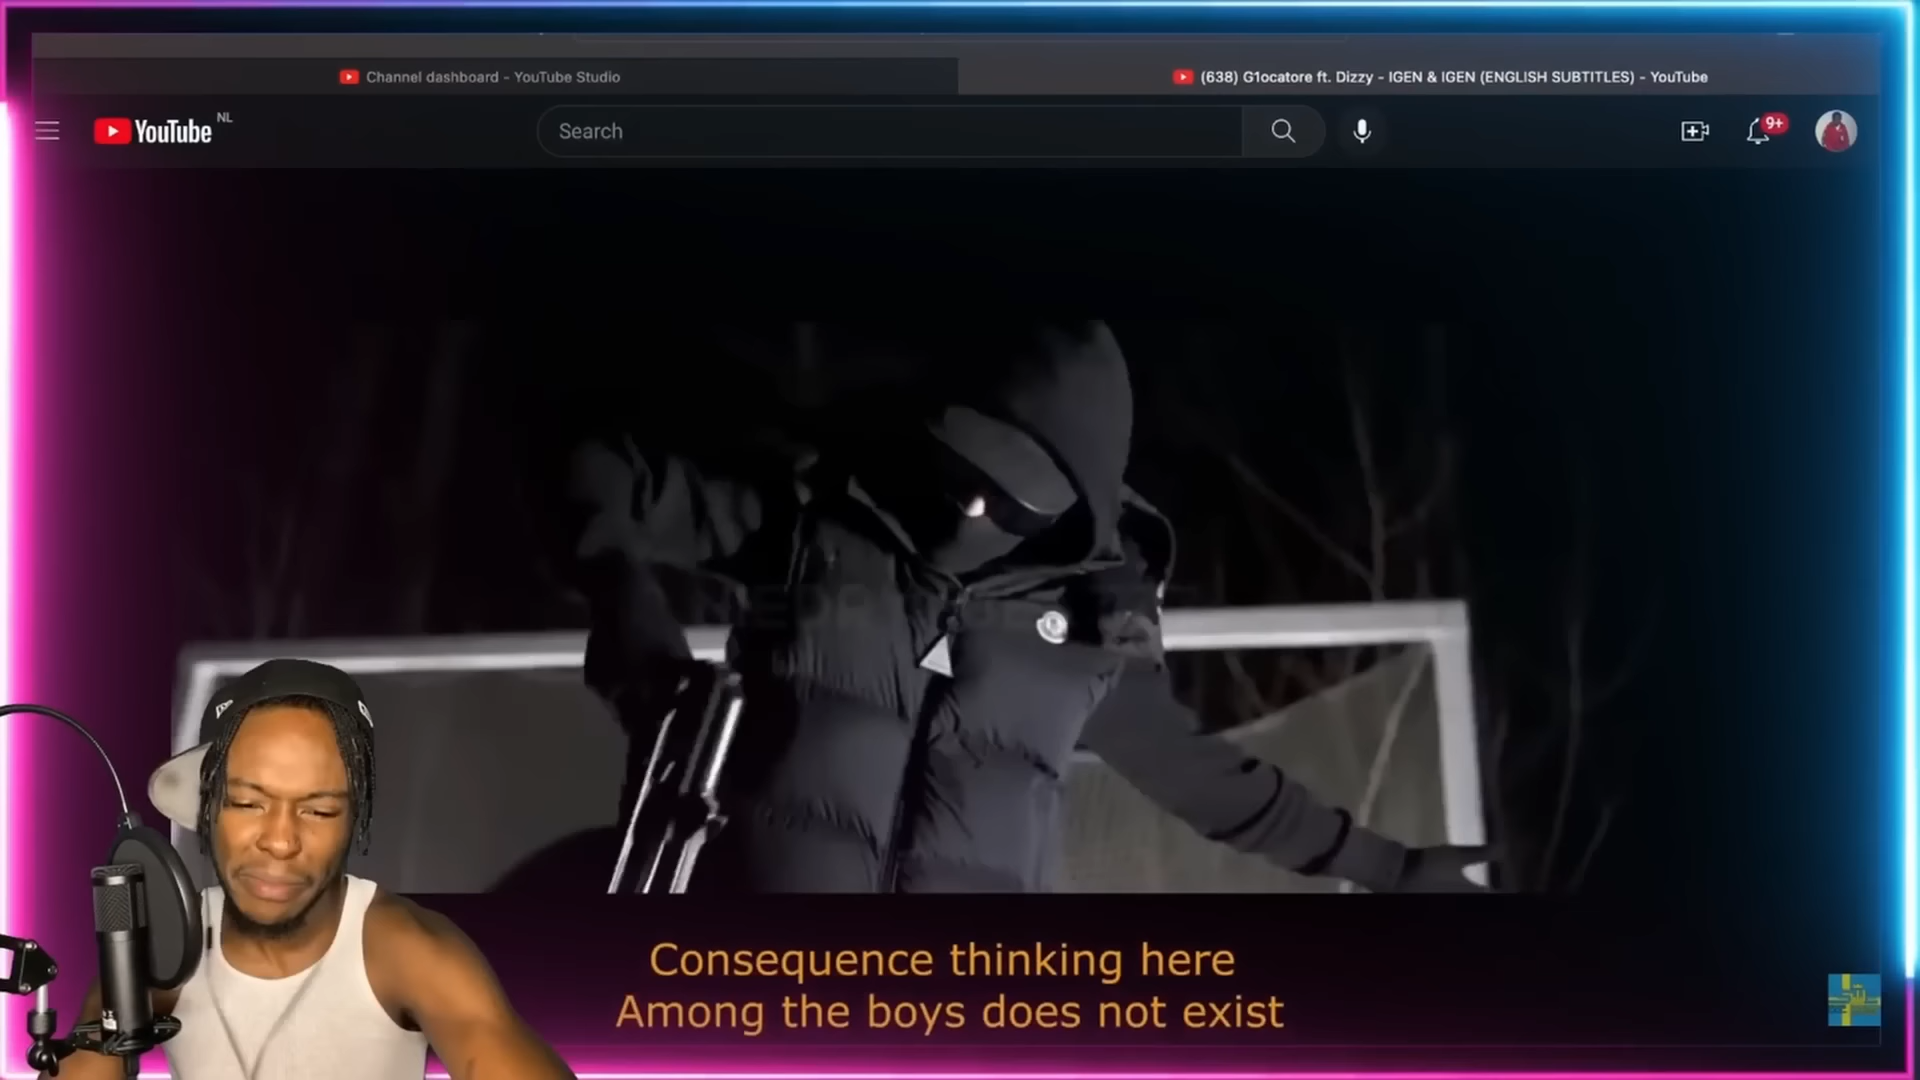 Channel dashboard - YouTube Studio
(638) G1ocatore ft. Dizzy - IGEN & IGEN (ENGLISH SUBTITLES) - YouTube
YouTube NL
Search
9+
Consequence thinking here
Among the boys does not exist